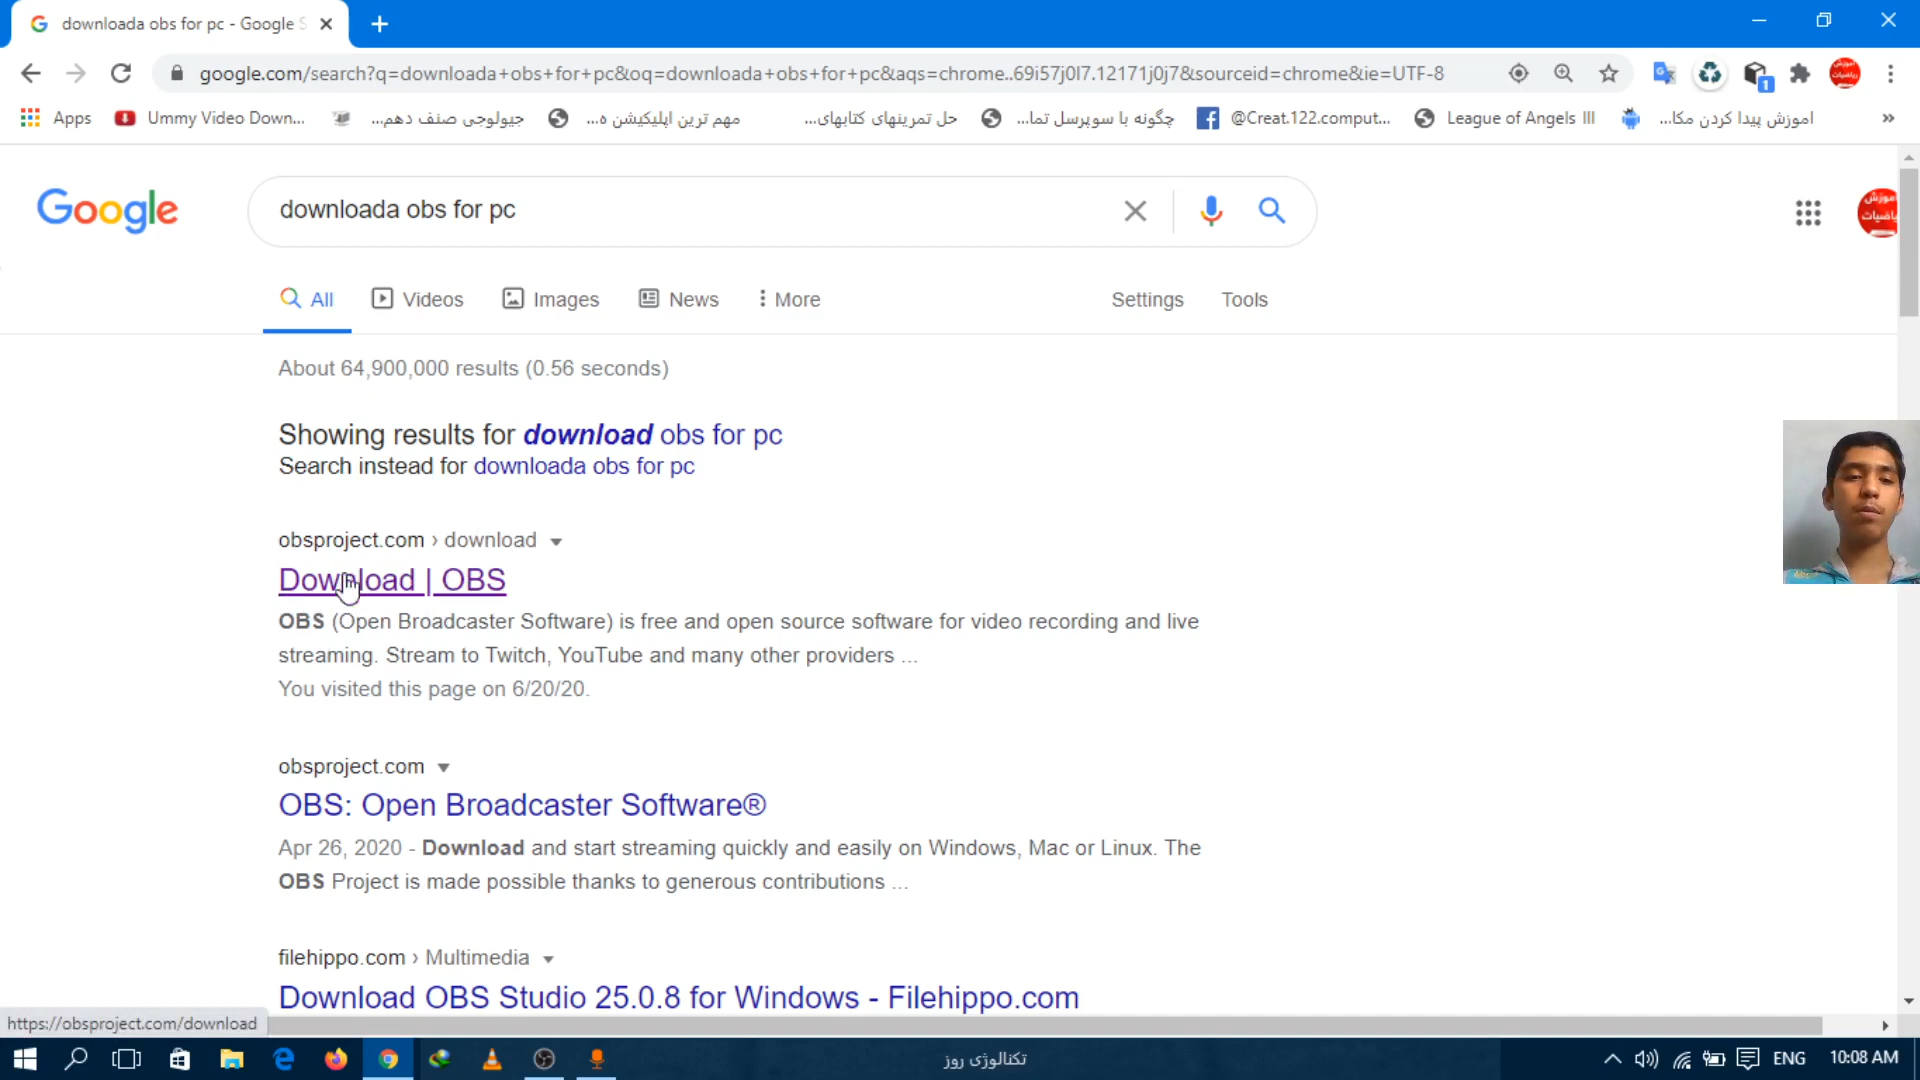 downloada obs for pc - Google S
google.com/search?q=downloada+obs+for+pc&oq=downloada+obs+for+pc&aqs=chrome..69i57j0l7.12171j0j7&sourceid=chrome&ie=UTF-8
1
آموزش
ریاضیات
Apps
Ummy Video Down...
جیولوجی صنف دهم...
مهم ترین اپلیکیشن ه...
حل تمرینهای کتابهای...
چگونه با سوپرسل تما...
@Creat.122.comput...
League of Angels III
اموزش پیدا کردن مکا...
»
Google
downloada obs for pc
آموزش
All
Videos
Images
News
More
Settings
Tools
About 64,900,000 results (0.56 seconds)
Showing results for download obs for pc
Search instead for downloada obs for pc
obsproject.com › download
Download | OBS
OBS (Open Broadcaster Software) is free and open source software for video recording and live
streaming. Stream to Twitch, YouTube and many other providers ...
You visited this page on 6/20/20.
obsproject.com
OBS: Open Broadcaster Software®
Apr 26, 2020 - Download and start streaming quickly and easily on Windows, Mac or Linux. The
OBS Project is made possible thanks to generous contributions ...
filehippo.com › Multimedia
Download OBS Studio 25.0.8 for Windows - Filehippo.com
https://obsproject.com/download
تکنالوژی روز
ENG
10:08 AM